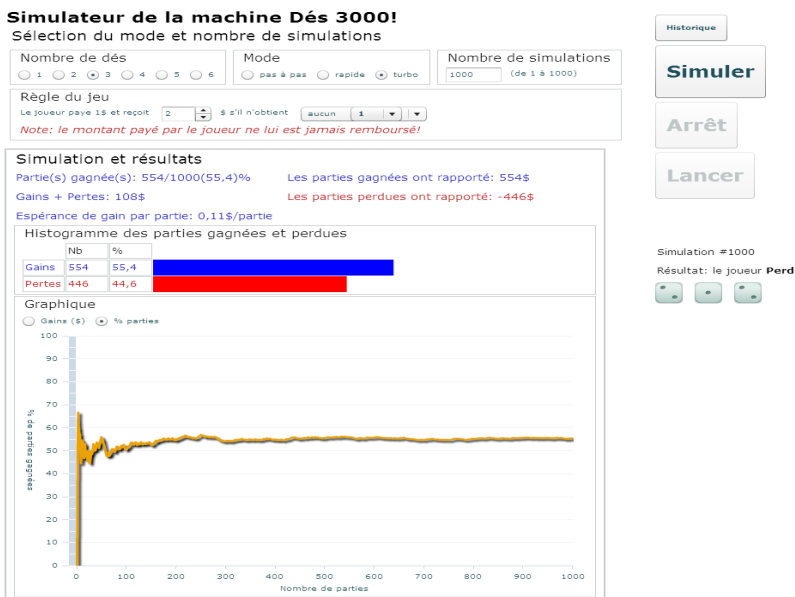 Simulateur de la machine Dés 3000!
Sélection du mode et nombre de simulations
Nombre de dés
1 2 3 4 5 6
Mode
pas à pas rapide turbo
Nombre de simulations
1000 (de 1 à 1000)
Règle du jeu
Le joueur paye 1$ et reçoit 2 $ s'il n'obtient aucun 1
Note: le montant payé par le joueur ne lui est jamais remboursé!
Historique
Simuler
Arrêt
Lancer
Simulation et résultats
Partie(s) gagnée(s): 554/1000(55,4)% Les parties gagnées ont rapporté: 554$
Gains + Pertes: 108$ Les parties perdues ont rapporté: -446$
Espérance de gain par partie: 0,11$/partie
Histogramme des parties gagnées et perdues
Nb %
Gains 554 55,4
Pertes 446 44,6
Graphique
Gains ($) % parties
100
90
80
70
60
50
40
30
20
10
0
% de parties gagnées
0 100 200 300 400 500 600 700 800 900 1000
Nombre de parties
Simulation #1000
Résultat: le joueur Perd